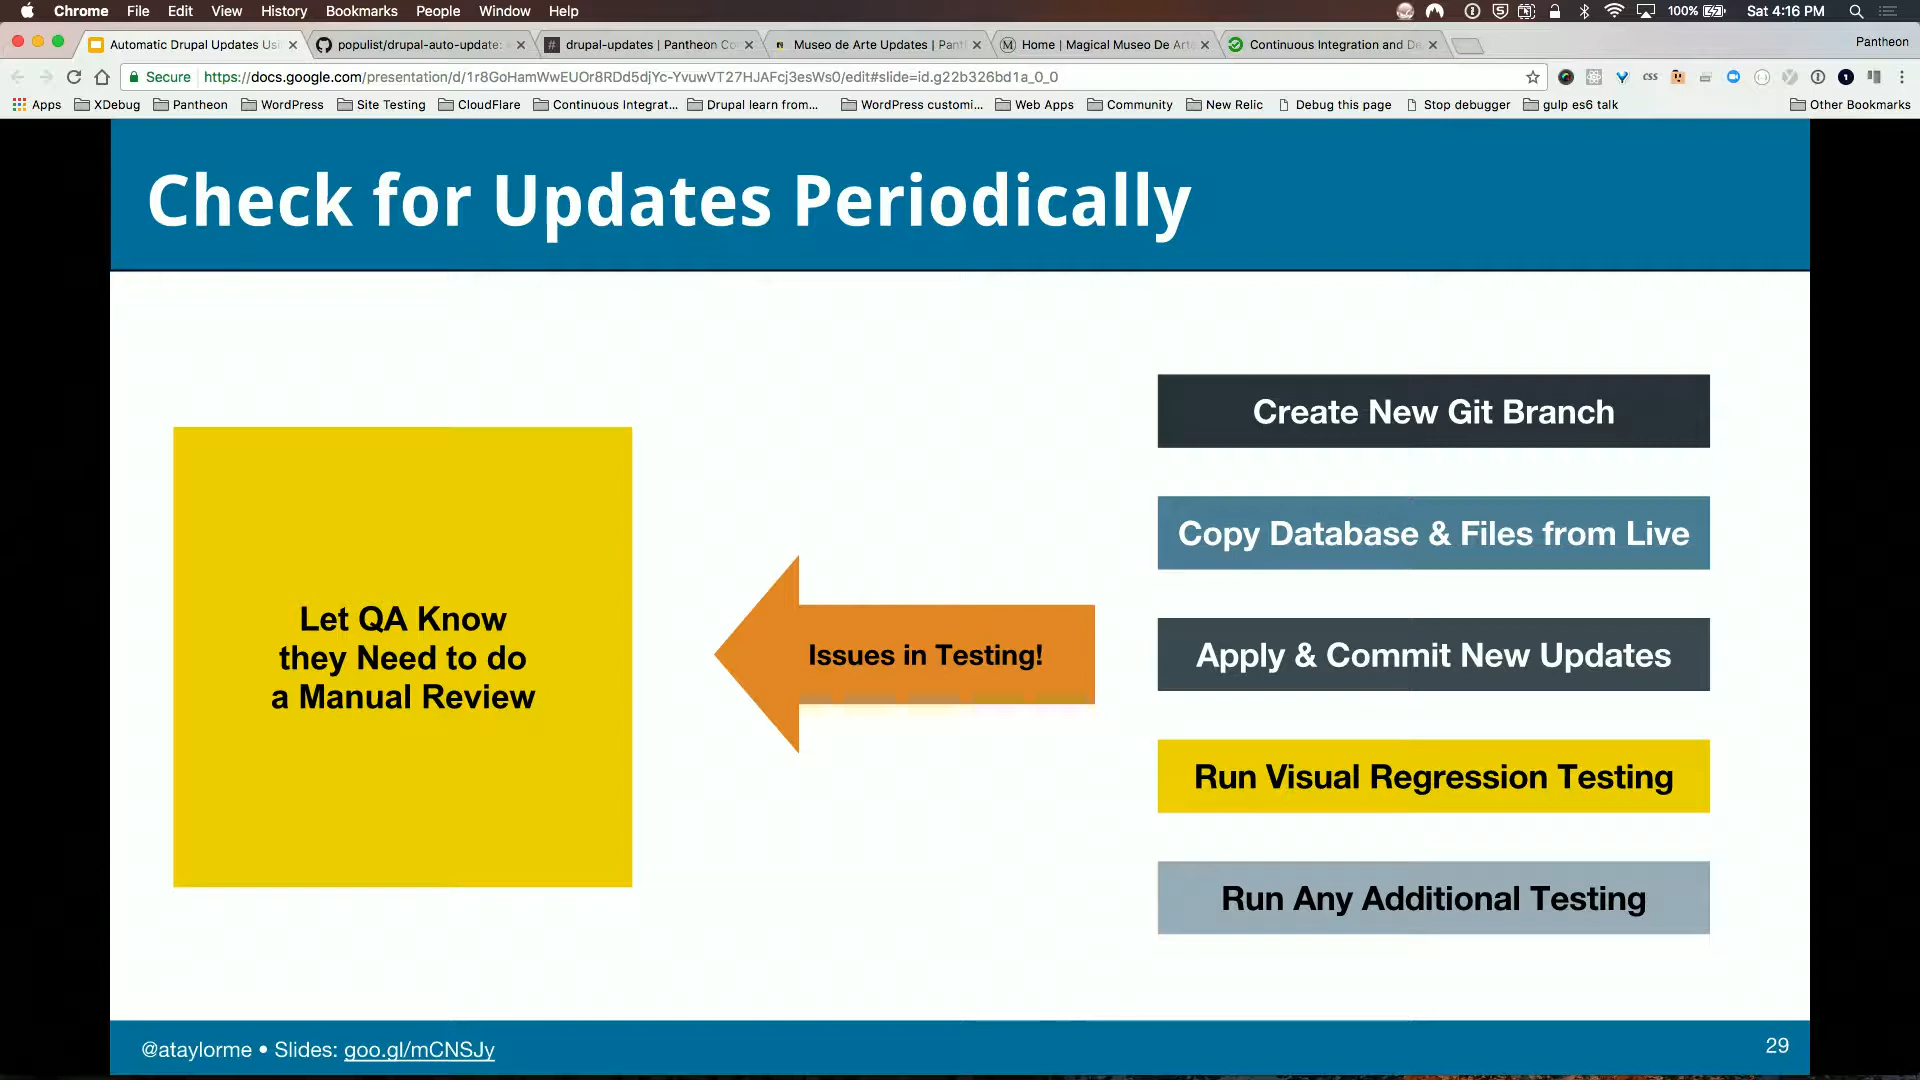 Chrome File Edit View History Bookmarks People Window Help 100% Sat 4:16 PM
Automatic Drupal Updates Us populist/drupal-auto-update: drupal-updates | Pantheon Co Museo de Arte Updates | Pant Home | Magical Museo De Arte Continuous Integration and De Pantheon
Secure https://docs.google.com/presentation/d/1r8GoHamWwEUOr8RDd5djYc-YvuwVT27HJAFcj3esWs0/edit#slide=id.g22b326bd1a_0_0
Apps XDebug Pantheon WordPress Site Testing CloudFlare Continuous Integrat... Drupal learn from... WordPress customi... Web Apps Community New Relic Debug this page Stop debugger gulp es6 talk Other Bookmarks
Check for Updates Periodically
Let QA Know
they Need to do
a Manual Review
Issues in Testing!
Create New Git Branch
Copy Database & Files from Live
Apply & Commit New Updates
Run Visual Regression Testing
Run Any Additional Testing
@ataylorme • Slides: goo.gl/mCNSJy
29